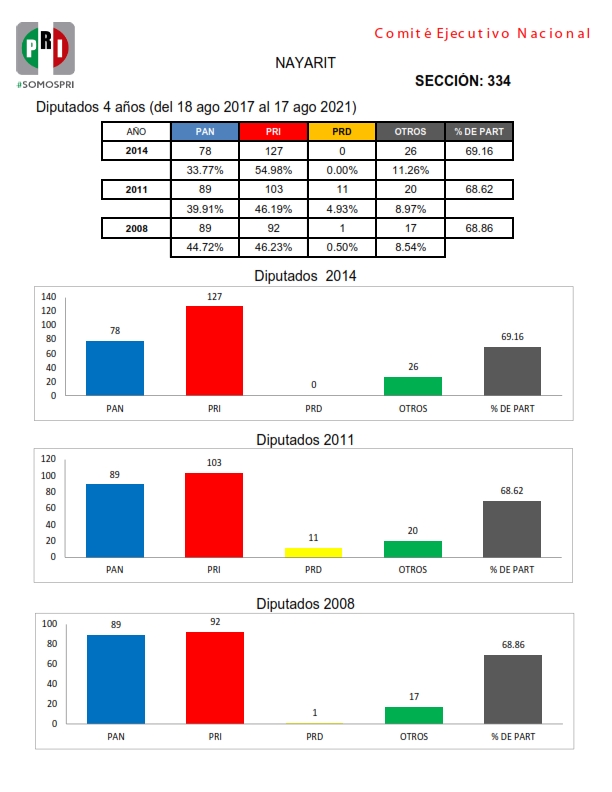 Comité Ejecutivo Nacional
PRI
#SOMOSPRI
NAYARIT
SECCIÓN: 334
Diputados 4 años (del 18 ago 2017 al 17 ago 2021)
AÑO PAN PRI PRD OTROS % DE PART
2014 78 127 0 26 69.16
33.77% 54.98% 0.00% 11.26%
2011 89 103 11 20 68.62
39.91% 46.19% 4.93% 8.97%
2008 89 92 1 17 68.86
44.72% 46.23% 0.50% 8.54%
Diputados 2014
140
120
100
80
60
40
20
0
78 127 0 26 69.16
PAN PRI PRD OTROS % DE PART
Diputados 2011
120
100
80
60
40
20
0
89 103 11 20 68.62
PAN PRI PRD OTROS % DE PART
Diputados 2008
100
80
60
40
20
0
89 92 1 17 68.86
PAN PRI PRD OTROS % DE PART